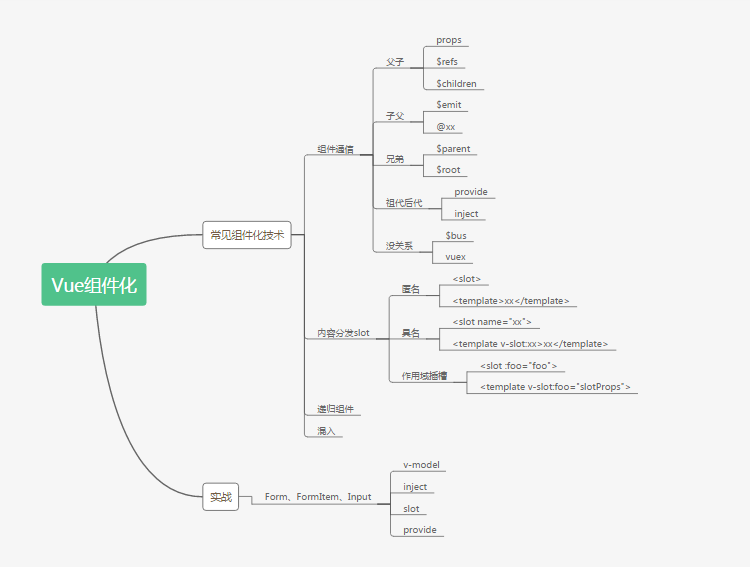 Vue组件化
常见组件化技术
组件通信
父子
props
$refs
$children
子父
$emit
@xx
兄弟
$parent
$root
祖代后代
provide
inject
没关系
$bus
vuex
内容分发slot
匿名
<slot>
<template>xx</template>
具名
<slot name="xx">
<template v-slot:xx>xx</template>
作用域插槽
<slot :foo="foo">
<template v-slot:foo="slotProps">
递归组件
混入
实战
Form、FormItem、Input
v-model
inject
slot
provide